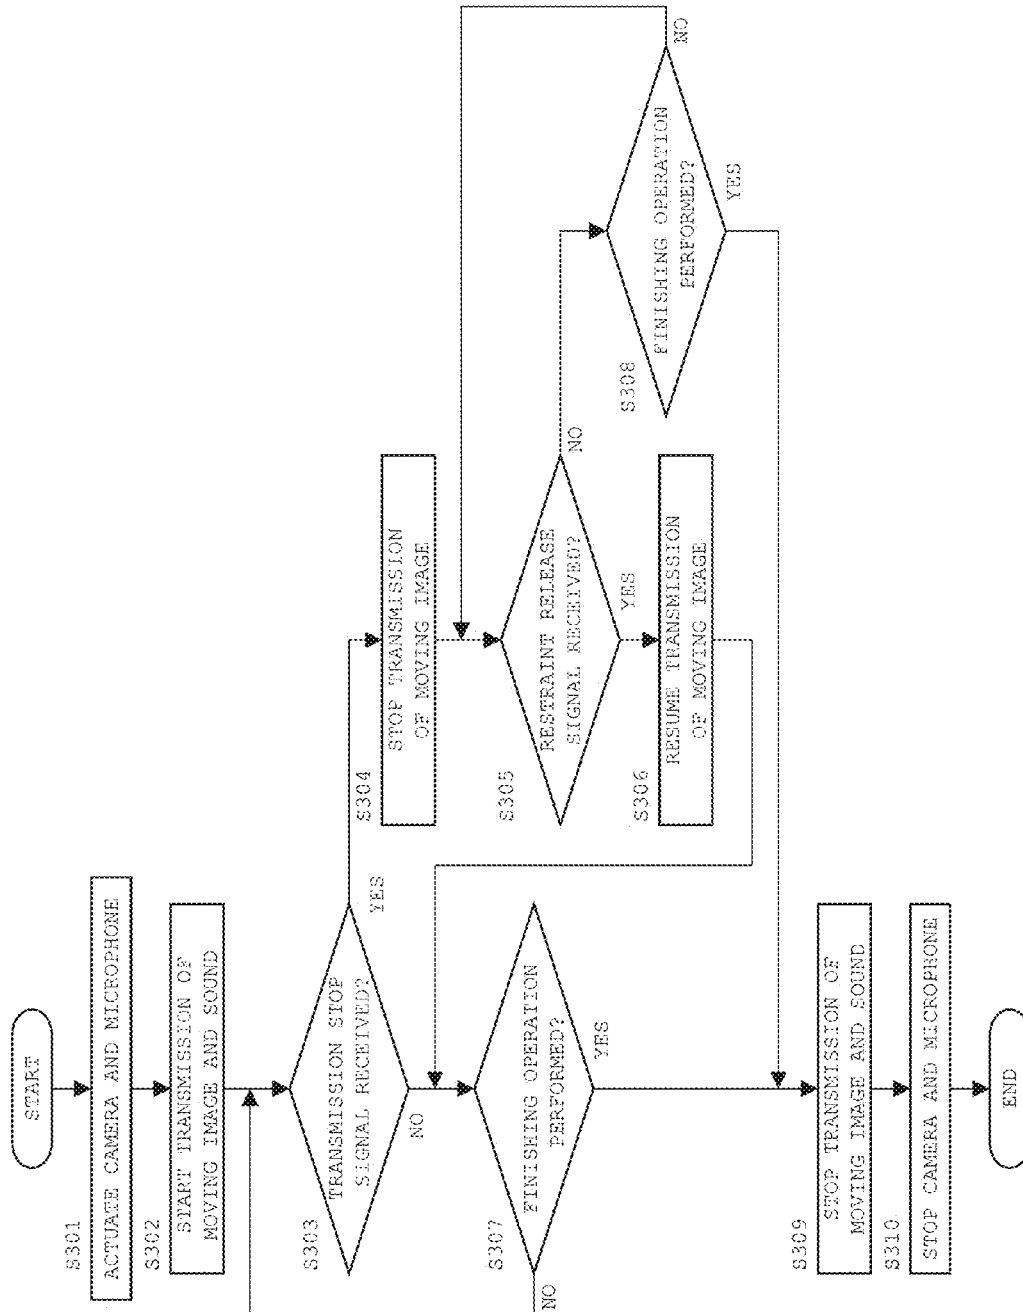 START
S301
ACTUATE CAMERA AND MICROPHONE
S302
START TRANSMISSION OF
MOVING IMAGE AND SOUND
S303
TRANSMISSION STOP
SIGNAL RECEIVED?
YES
NO
S304
STOP TRANSMISSION
OF MOVING IMAGE
S305
RESTRAINT RELEASE
SIGNAL RECEIVED?
NO
YES
S306
RESUME TRANSMISSION
OF MOVING IMAGE
S307
FINISHING OPERATION
PERFORMED?
NO
YES
S308
FINISHING OPERATION
PERFORMED?
NO
YES
S309
STOP TRANSMISSION OF
MOVING IMAGE AND SOUND
S310
STOP CAMERA AND MICROPHONE
END